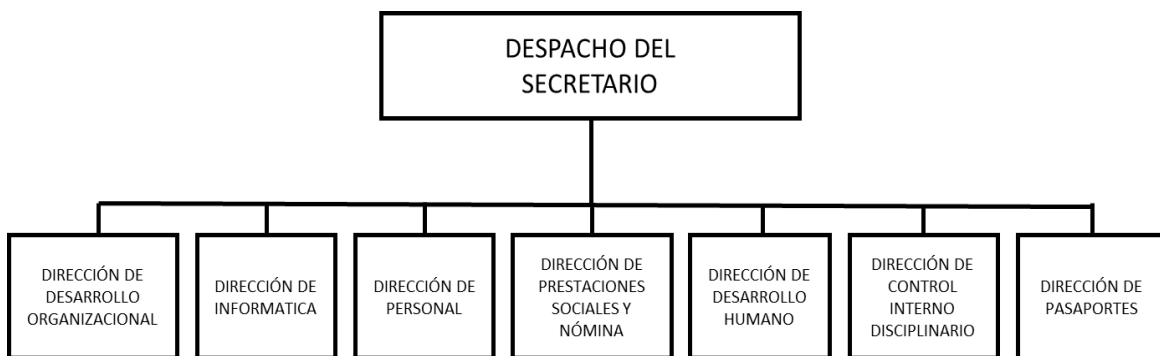 DESPACHO DEL
SECRETARIO
DIRECCIÓN DE
DESARROLLO
ORGANIZACIONAL
DIRECCIÓN DE
INFORMATICA
DIRECCIÓN DE
PERSONAL
DIRECCIÓN DE
PRESTACIONES
SOCIALES Y
NÓMINA
DIRECCIÓN DE
DESARROLLO
HUMANO
DIRECCIÓN DE
CONTROL
INTERNO
DISCIPLINARIO
DIRECCIÓN DE
PASAPORTES